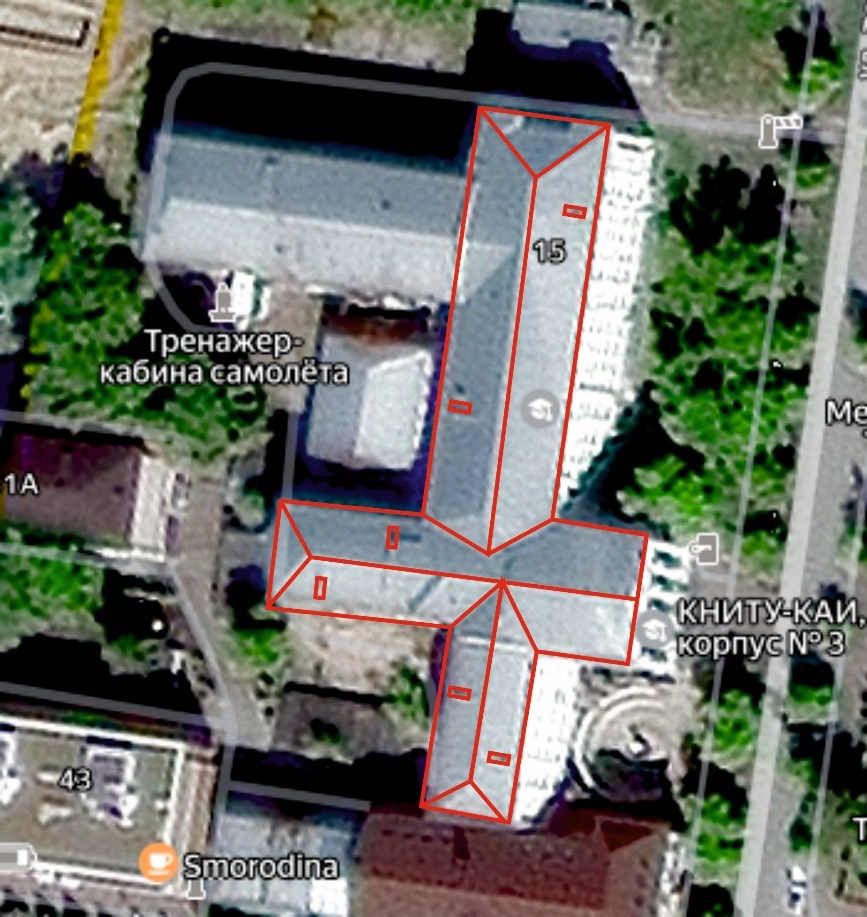 15
Тренажер-
кабина самолёта
1А
КНИТУ-КАИ,
корпус № 3
43
Smorodina